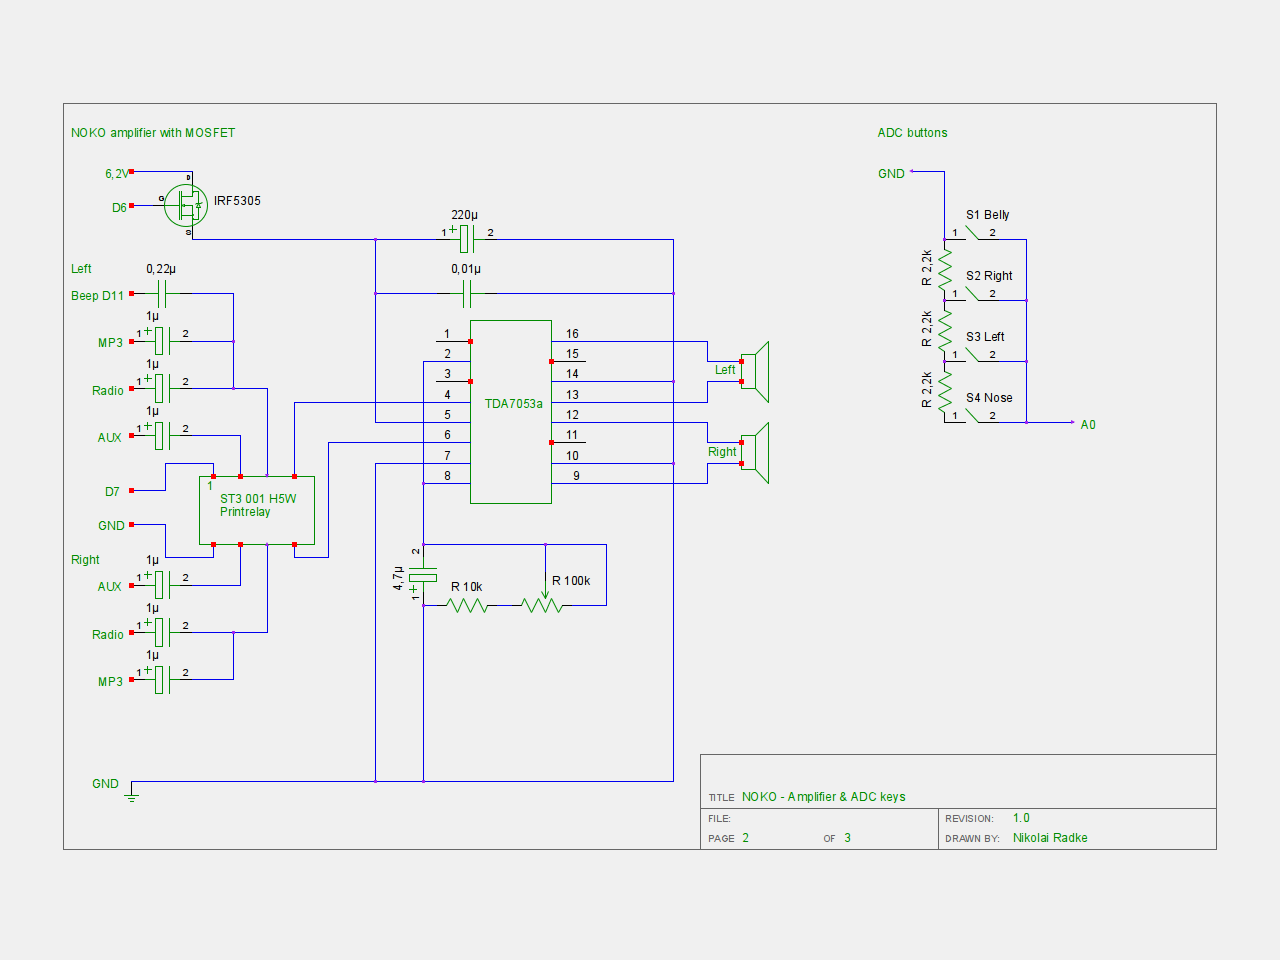 NOKO amplifier with MOSFET
ADC buttons
6,2V
D
G
S
IRF5305
D6
GND
220µ
1 + 2
S1 Belly
1 2
R 2,2k
Left
0,22µ
0,01µ
Beep D11
S2 Right
1 2
R 2,2k
1µ
MP3
1 + 2
1
2
3
4
5
6
7
8
TDA7053a
16
15
14
13
12
11
10
9
Left
Right
S3 Left
1 2
R 2,2k
1µ
Radio
1 + 2
S4 Nose
1 2
A0
1µ
AUX
1 + 2
D7
1
ST3 001 H5W
Printrelay
GND
Right
1µ
AUX
1 + 2
2
4,7µ
1 +
R 10k
R 100k
1µ
Radio
1 + 2
1µ
MP3
1 + 2
GND
TITLE NOKO - Amplifier & ADC keys
FILE:
REVISION: 1.0
PAGE 2 OF 3
DRAWN BY: Nikolai Radke